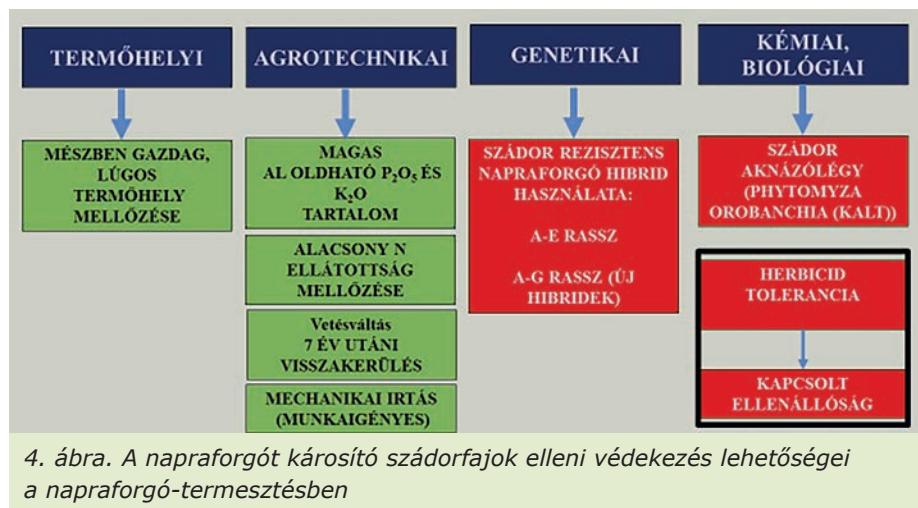 TERMŐHELYI
MÉSZBEN GAZDAG,
LÚGOS
TERMŐHELY
MELLŐZÉSE
AGROTECHNIKAI
MAGAS
AL OLDHATÓ P₂O₅ ÉS
K₂O
TARTALOM
ALACSONY N
ELLÁTOTTSÁG
MELLŐZÉSE
Vetésváltás
7 ÉV UTÁNI
VISSZAKERÜLÉS
MECHANIKAI IRTÁS
(MUNKAIGÉNYES)
GENETIKAI
SZÁDOR REZISZTENS
NAPRAFORGÓ HIBRID
HASZNÁLATA:
A-E RASSZ
A-G RASSZ (ÚJ
HIBRIDEK)
KÉMIAI,
BIOLÓGIAI
SZÁDOR
AKNÁZÓLÉGY
(PHYTOMYZA
OROBANCHIA (KALT))
HERBICID
TOLERANCIA
KAPCSOLT
ELLENÁLLÓSÁG
4. ábra. A napraforgót károsító szádorfajok elleni védekezés lehetőségei
a napraforgó-termesztésben